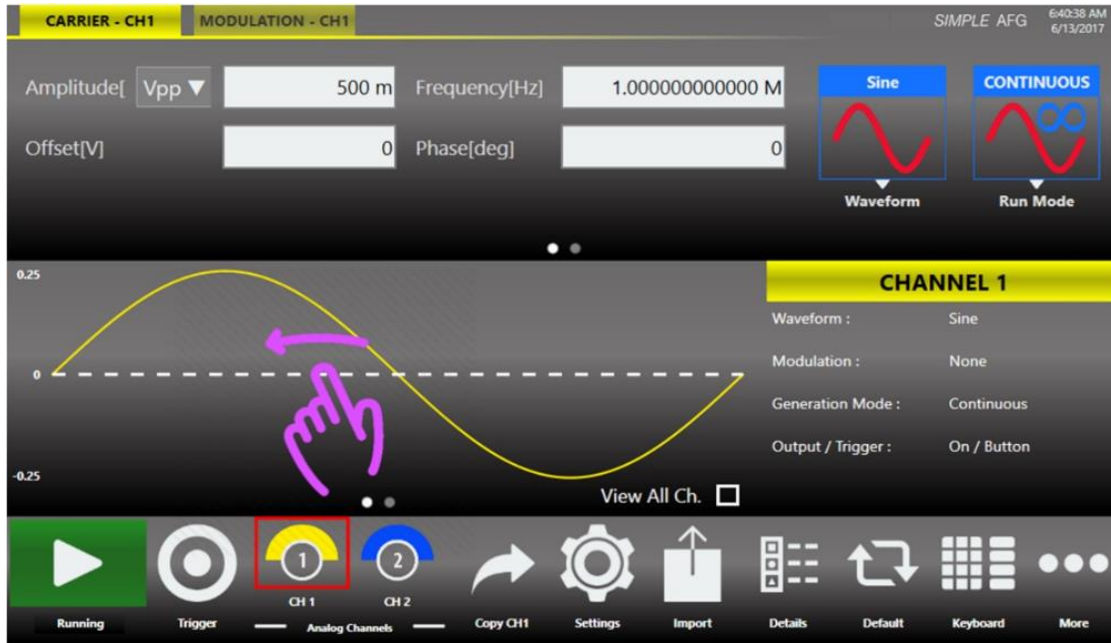 CARRIER - CH1 MODULATION - CH1 SIMPLE AFG 6:40:38 AM
6/13/2017
Amplitude[ Vpp ▼ 500 m Frequency[Hz] 1.000000000000 M Sine CONTINUOUS
Offset[V] 0 Phase[deg] 0
Waveform Run Mode
0.25 CHANNEL 1
Waveform : Sine
Modulation : None
0
Generation Mode : Continuous
Output / Trigger : On / Button
-0.25
View All Ch.
1 2
CH 1 CH 2
Running Trigger Analog Channels Copy CH1 Settings Import Details Default Keyboard More